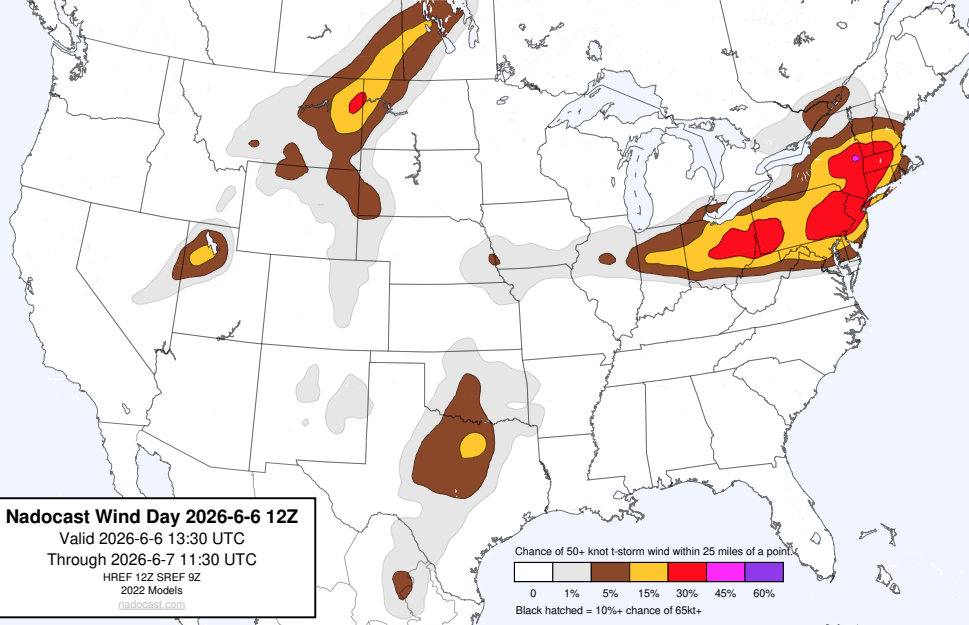 Nadocast Wind Day 2026-6-6 12Z
Valid 2026-6-6 13:30 UTC
Through 2026-6-7 11:30 UTC
HREF 12Z SREF 9Z
2022 Models
nadocast.com
Chance of 50+ knot t-storm wind within 25 miles of a point.
0 1% 5% 15% 30% 45% 60%
Black hatched = 10%+ chance of 65kt+